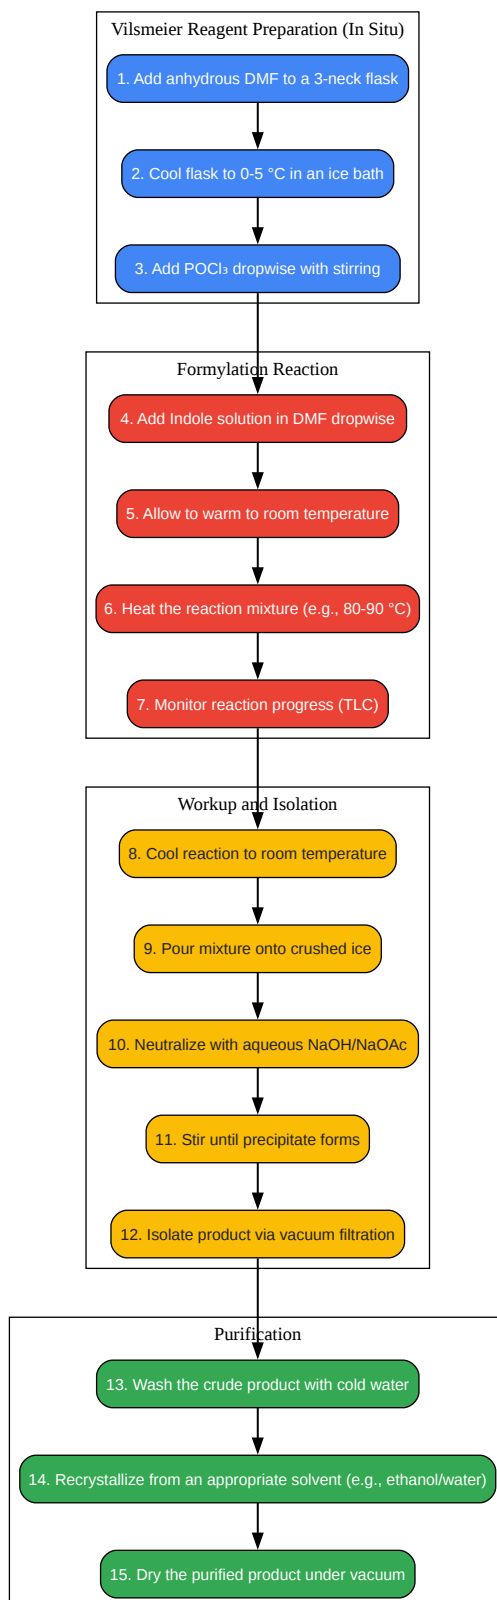 Vilsmeier Reagent Preparation (In Situ)
1. Add anhydrous DMF to a 3-neck flask
2. Cool flask to 0-5 °C in an ice bath
3. Add POCl₃ dropwise with stirring
Formylation Reaction
4. Add Indole solution in DMF dropwise
5. Allow to warm to room temperature
6. Heat the reaction mixture (e.g., 80-90 °C)
7. Monitor reaction progress (TLC)
Workup and Isolation
8. Cool reaction to room temperature
9. Pour mixture onto crushed ice
10. Neutralize with aqueous NaOH/NaOAc
11. Stir until precipitate forms
12. Isolate product via vacuum filtration
Purification
13. Wash the crude product with cold water
14. Recrystallize from an appropriate solvent (e.g., ethanol/water)
15. Dry the purified product under vacuum